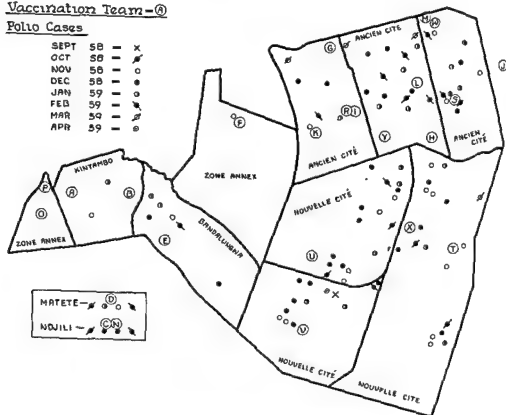 Vaccination Team – Ⓐ
Polio Cases
SEPT 58 – ×
OCT 58 –
NOV 58 – ○
DEC 58 – ●
JAN 59 –
FEB 59 –
MAR 59 –
APR 59 –
ANCIEN CITÉ
G
H W
J
L
S
F
K
R I
Y
H
ANCIEN CITÉ
ANCIEN CITÉ
ZONE ANNEX
KINTAMBO
P
A
B
O
ZONE ANNEX
BANDALUUGNA
E
NOUVELLE CITÉ
X
T
U
V
NOUVELLE CITÉ
NOUVELLE CITE
MATETE – D
NDJILI – C N